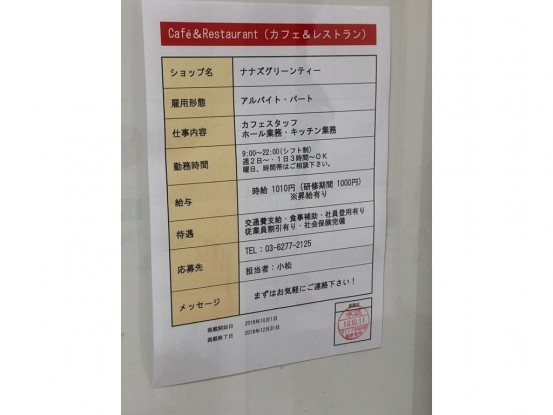 Café&Restaurant（カフェ&レストラン）
ショップ名
ナナズグリーンティー
雇用形態
アルバイト・パート
仕事内容
カフェスタッフ
ホール業務・キッチン業務
勤務時間
9:00〜22:00(シフト制)
週2日〜・1日3時間〜OK
曜日、時間帯はご相談下さい。
給与
時給 1010円（研修期間 1000円）
※昇給有り
待遇
交通費支給・食事補助・社員登用有り
従業員割引有り・社会保険完備
応募先
TEL：03-6277-2125
担当者：小松
メッセージ
まずはお気軽にご連絡下さい！
掲載開始日
2018年10月1日
掲載終了日
2018年12月31日